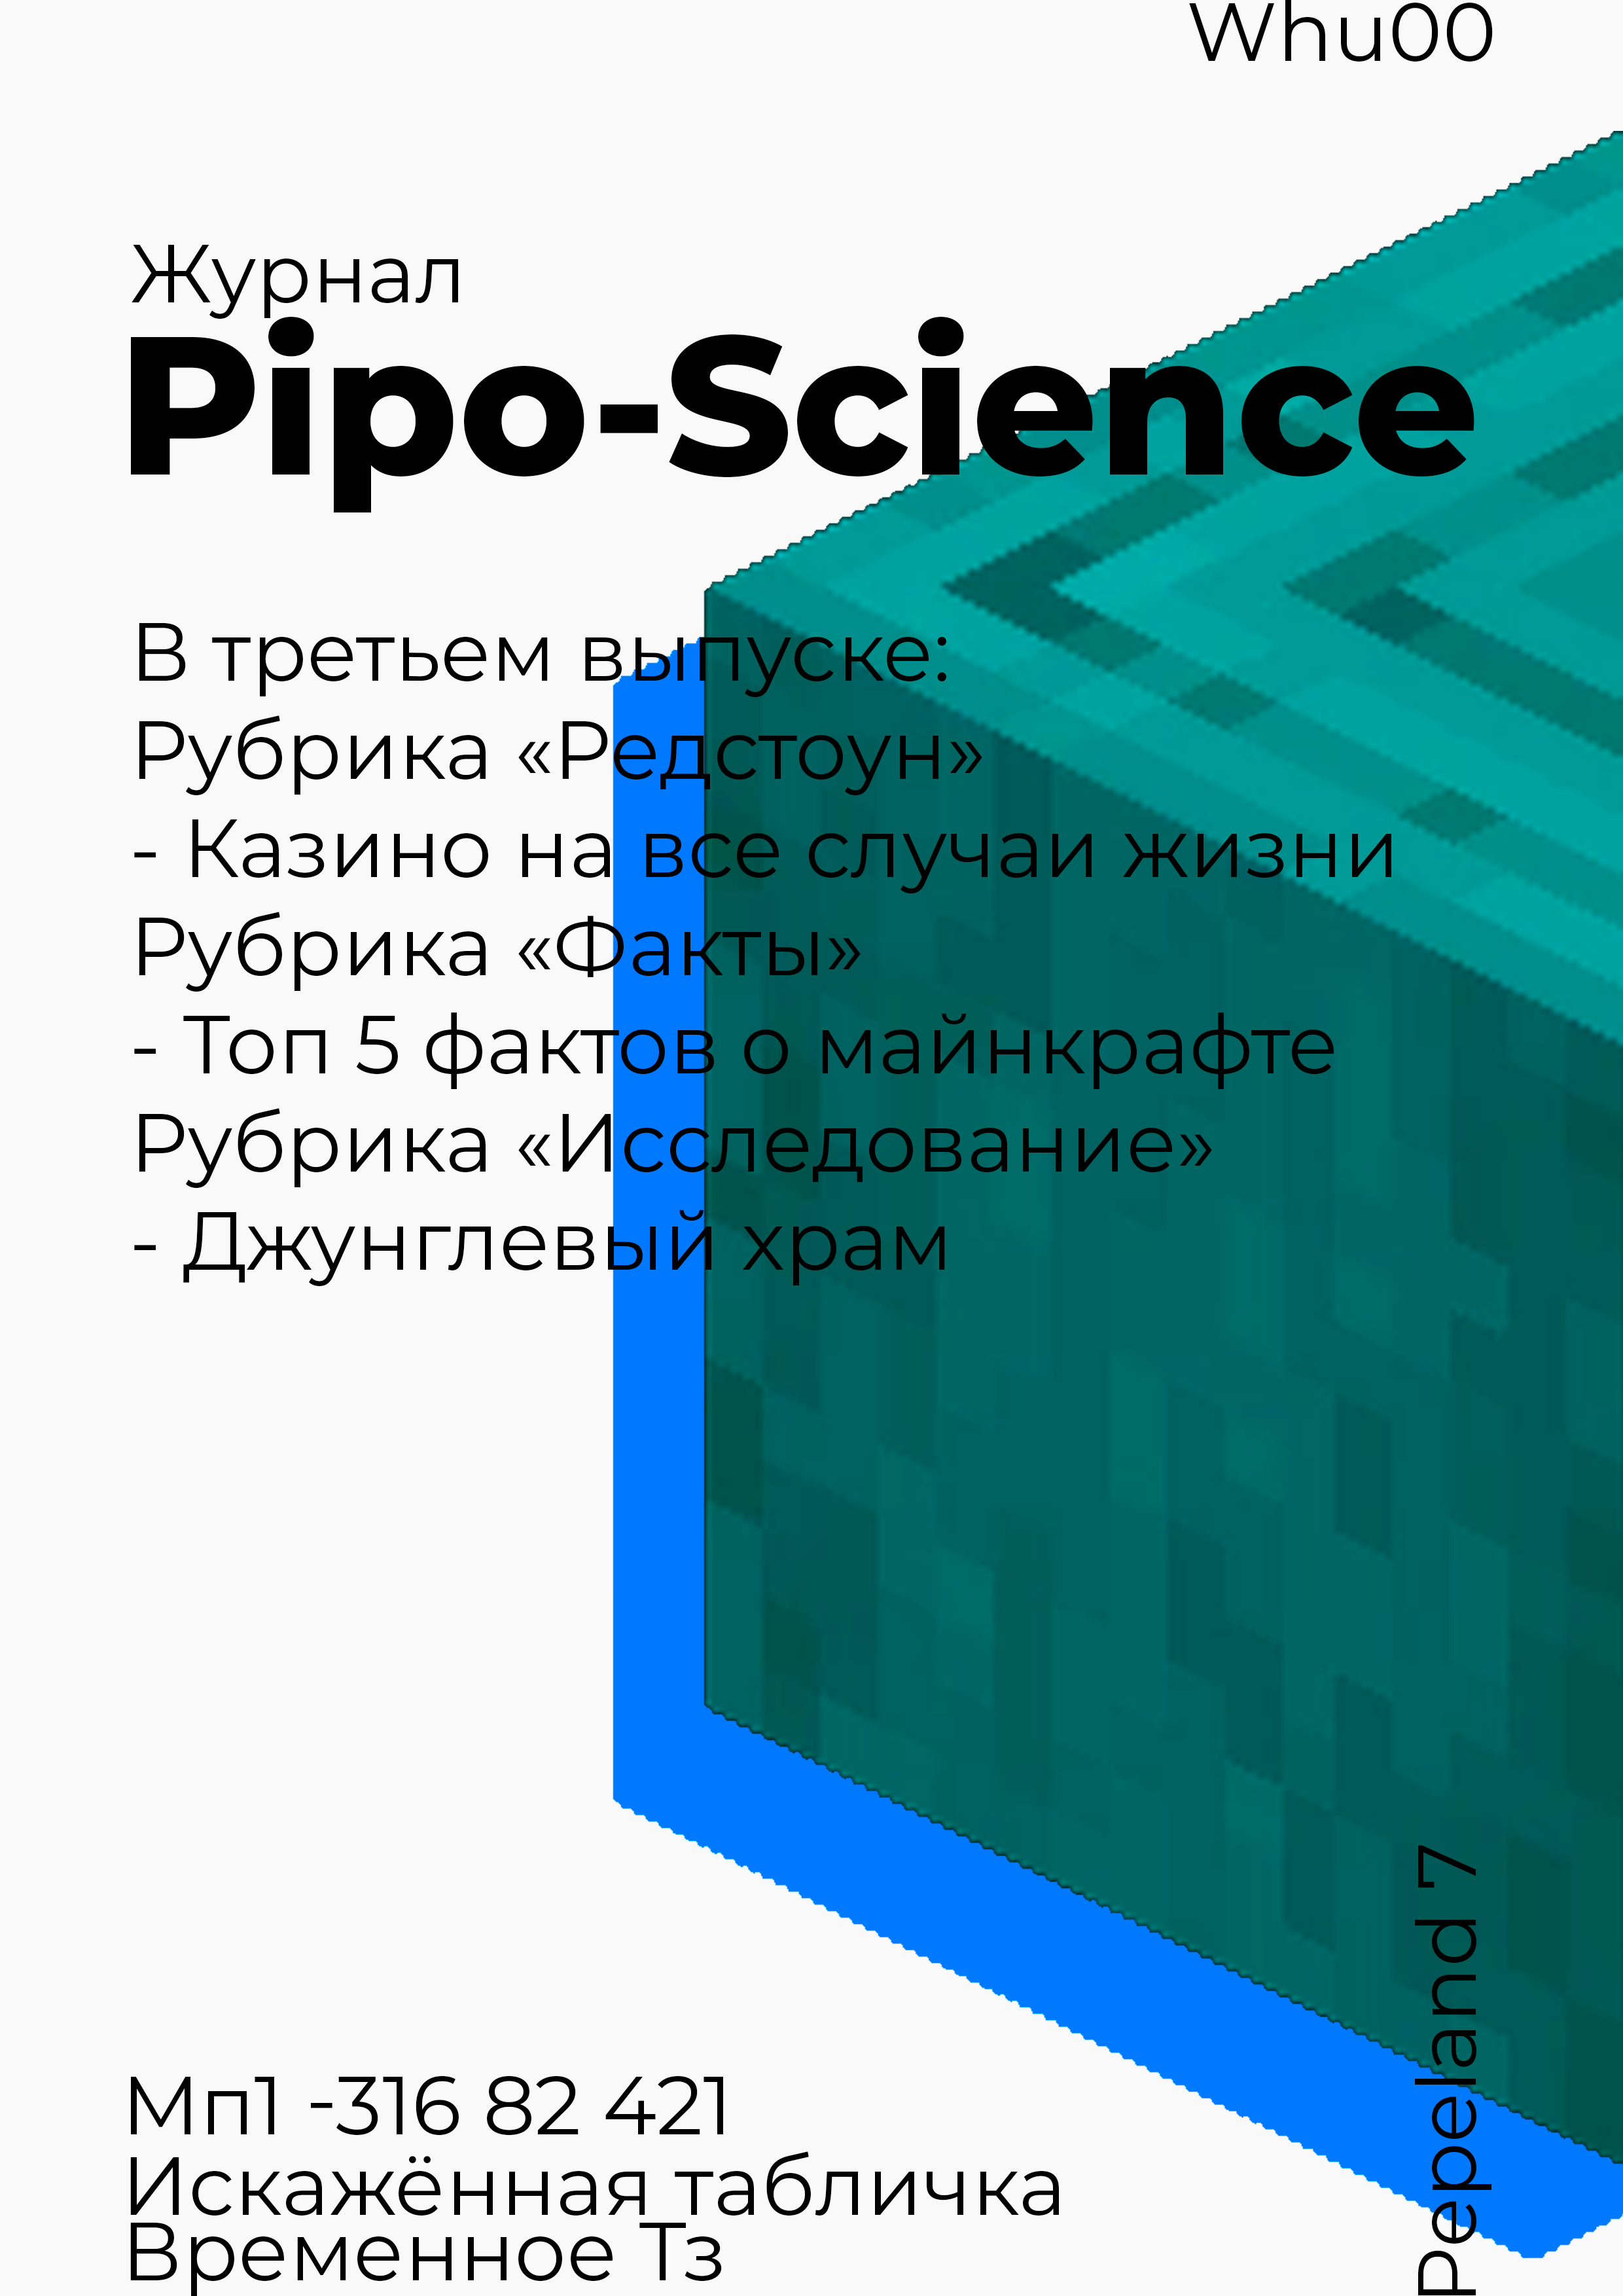 Whu00
Журнал
Pipo-Science
В третьем выпуске:
Рубрика «Редстоун»
- Казино на все случаи жизни
Рубрика «Факты»
- Топ 5 фактов о майнкрафте
Рубрика «Исследование»
- Джунглевый храм
Мп1 -316 82 421
Искажённая табличка
Временное Тз
Pepeland 7